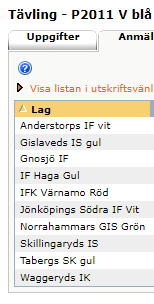 Tävling - P2011 V blå
Uppgifter Anmäl
?
Visa listan i utskriftsvänl
Lag
Anderstorps IF vit
Gislaveds IS gul
Gnosjö IF
IF Haga Gul
IFK Värnamo Röd
Jönköpings Södra IF Vit
Norrahammars GIS Grön
Skillingaryds IS
Tabergs SK gul
Waggeryds IK